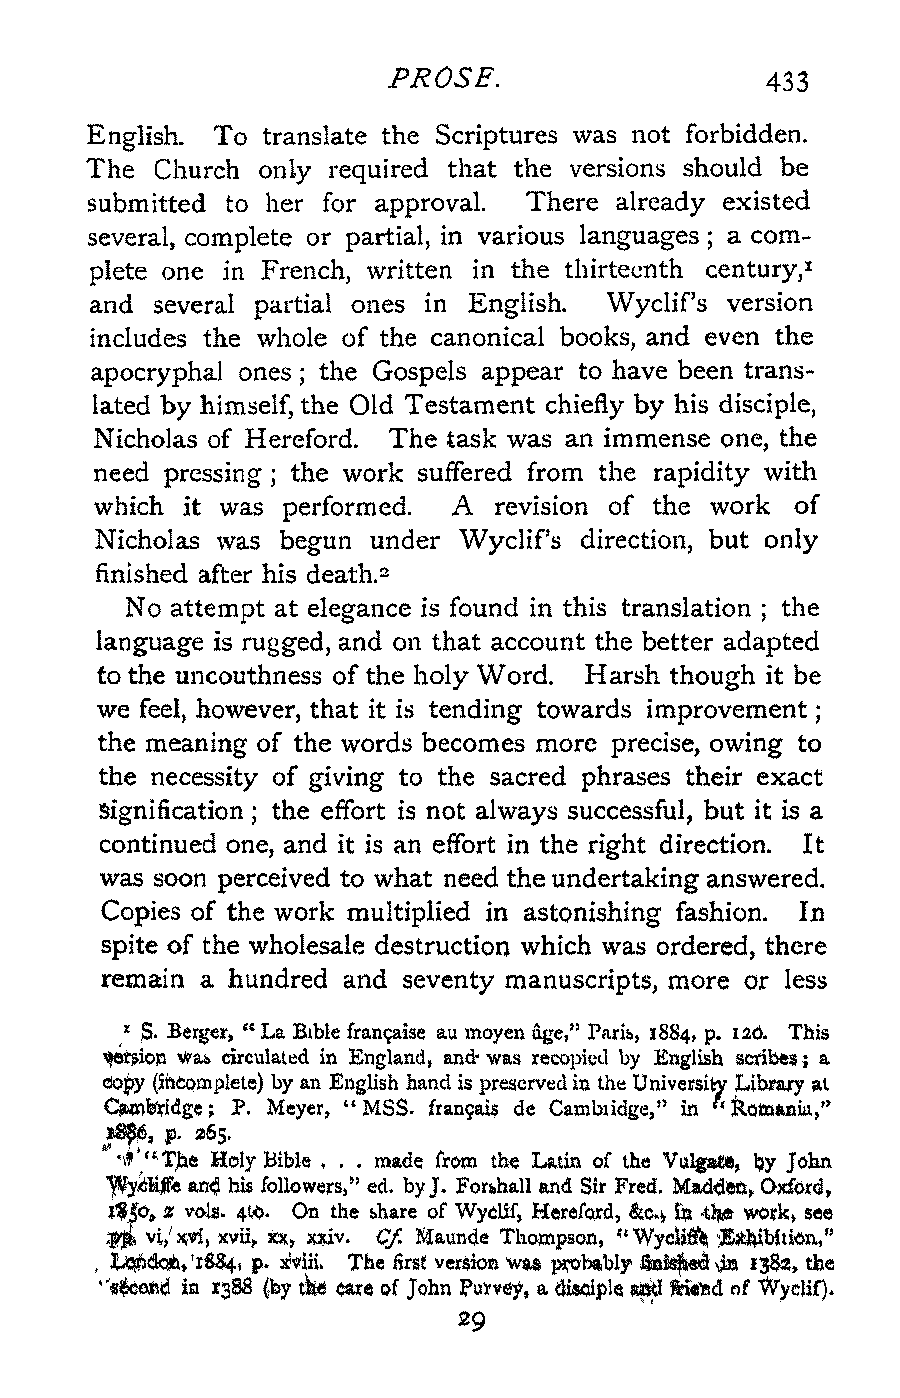 PROSE. 433
English. To translate the Scriptures was not forbidden.
The Church only required that the versions should be
submitted to her for approval. There already existed
several, complete or partial, in various languages ; a com-
plete one in French, written in the thirteenth century,¹
and several partial ones in English. Wyclif's version
includes the whole of the canonical books, and even the
apocryphal ones ; the Gospels appear to have been trans-
lated by himself, the Old Testament chiefly by his disciple,
Nicholas of Hereford. The task was an immense one, the
need pressing ; the work suffered from the rapidity with
which it was performed. A revision of the work of
Nicholas was begun under Wyclif's direction, but only
finished after his death.²
No attempt at elegance is found in this translation ; the
language is rugged, and on that account the better adapted
to the uncouthness of the holy Word. Harsh though it be
we feel, however, that it is tending towards improvement ;
the meaning of the words becomes more precise, owing to
the necessity of giving to the sacred phrases their exact
signification ; the effort is not always successful, but it is a
continued one, and it is an effort in the right direction. It
was soon perceived to what need the undertaking answered.
Copies of the work multiplied in astonishing fashion. In
spite of the wholesale destruction which was ordered, there
remain a hundred and seventy manuscripts, more or less
¹ S. Berger, "La Bible française au moyen âge," Paris, 1884, p. 120. This
version was circulated in England, and was recopied by English scribes ; a
copy (incomplete) by an English hand is preserved in the University Library at
Cambridge ; P. Meyer, "MSS. français de Cambridge," in "Romania,"
1886, p. 265.
"The Holy Bible . . . made from the Latin of the Vulgate, by John
Wycliffe and his followers," ed. by J. Forshall and Sir Fred. Madden, Oxford,
1850, 2 vols. 4to. On the share of Wyclif, Hereford, &c., in the work, see
pp. vi, xvi, xvii, xx, xxiv. Cf. Maunde Thompson, "Wycliffe Exhibition,"
London, 1884, p. xviii. The first version was probably finished in 1382, the
second in 1388 (by the care of John Purvey, a disciple and friend of Wyclif).
29